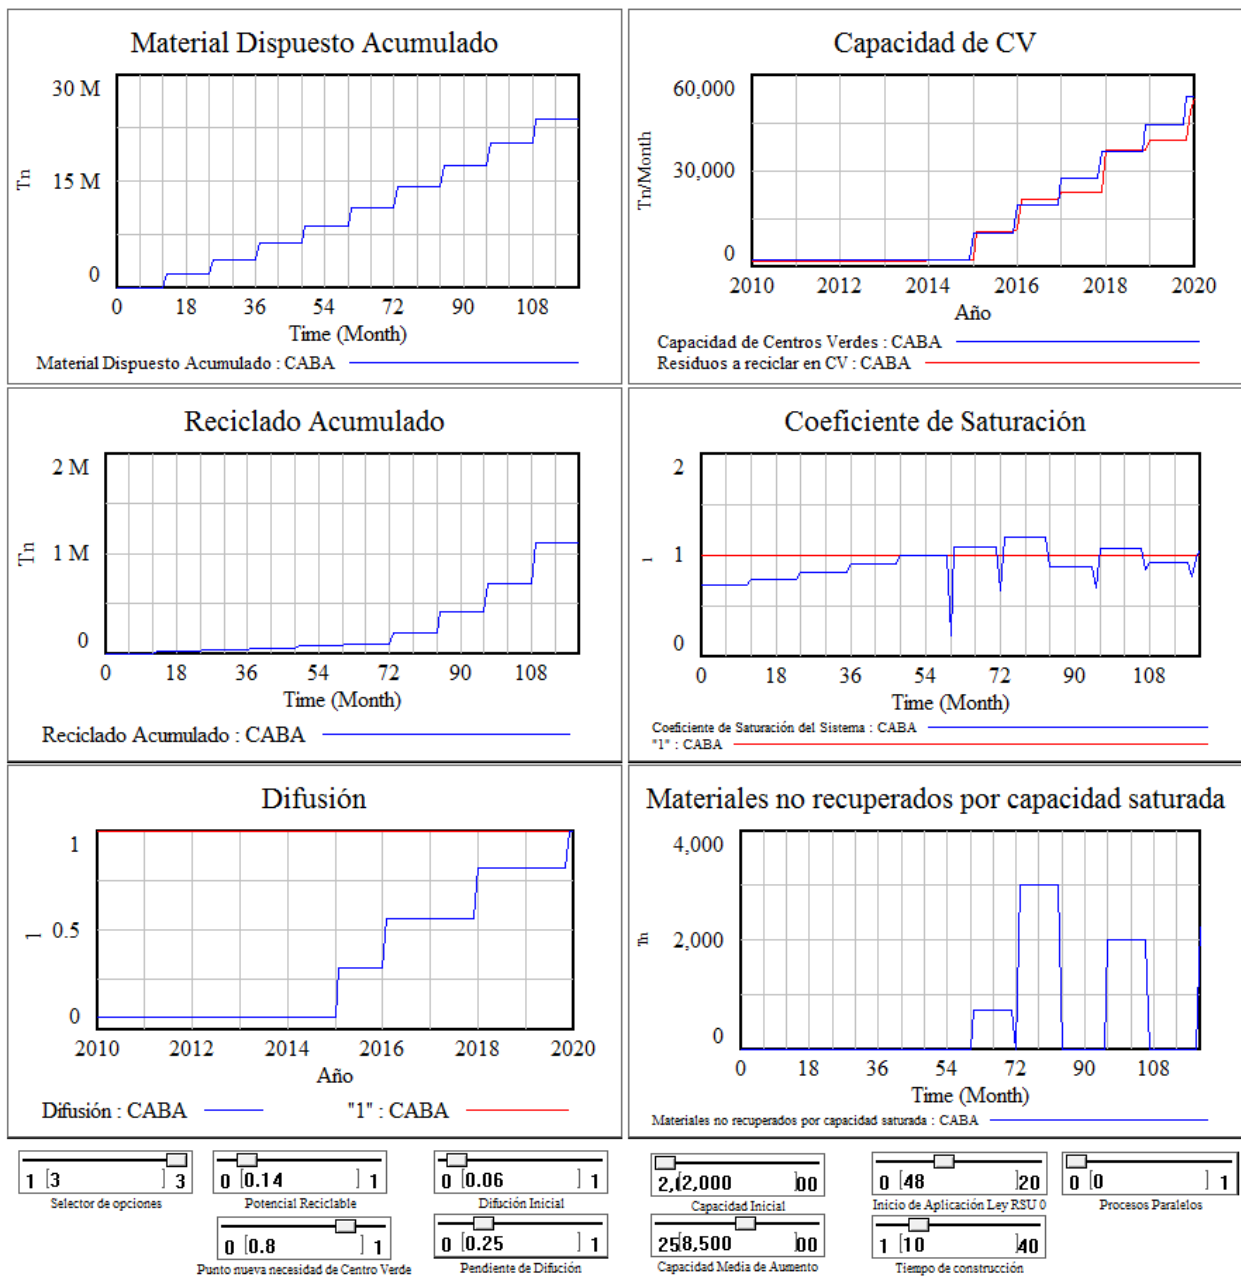 Material Dispuesto Acumulado
30 M
15 M
0
Tn
0 18 36 54 72 90 108
Time (Month)
Material Dispuesto Acumulado : CABA
Capacidad de CV
60,000
30,000
0
Tn/Month
2010 2012 2014 2016 2018 2020
Año
Capacidad de Centros Verdes : CABA
Residuos a reciclar en CV : CABA
Reciclado Acumulado
2 M
1 M
0
Tn
0 18 36 54 72 90 108
Time (Month)
Reciclado Acumulado : CABA
Coeficiente de Saturación
2
1
0
1
0 18 36 54 72 90 108
Time (Month)
Coeficiente de Saturación del Sistema : CABA
"1" : CABA
Difusión
1
0.5
0
1
2010 2012 2014 2016 2018 2020
Año
Difusión : CABA "1" : CABA
Materiales no recuperados por capacidad saturada
4,000
2,000
0
Tn
0 18 36 54 72 90 108
Time (Month)
Materiales no recuperados por capacidad saturada : CABA
1 [3 ] 3
Selector de opciones
0 [0.14 ] 1
Potencial Reciclable
0 [0.06 ] 1
Difución Inicial
2,([2,000 ]00
Capacidad Inicial
0 [48 ] 20
Inicio de Aplicación Ley RSU 0
0 [0 ] 1
Procesos Paralelos
0 [0.8 ] 1
Punto nueva necesidad de Centro Verde
0 [0.25 ] 1
Pendiente de Difución
25[8,500 ]00
Capacidad Media de Aumento
1 [10 ]40
Tiempo de construcción